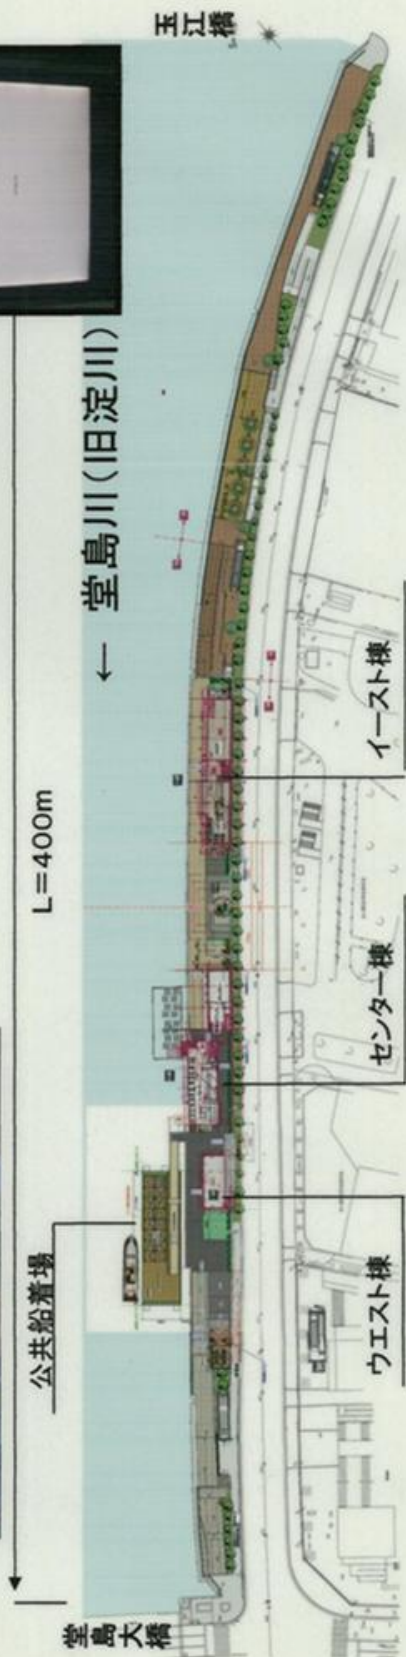 玉江橋
← 堂島川(旧淀川)
L=400m
公共船着場
堂島
大橋
イースト棟
センター棟
ウエスト棟